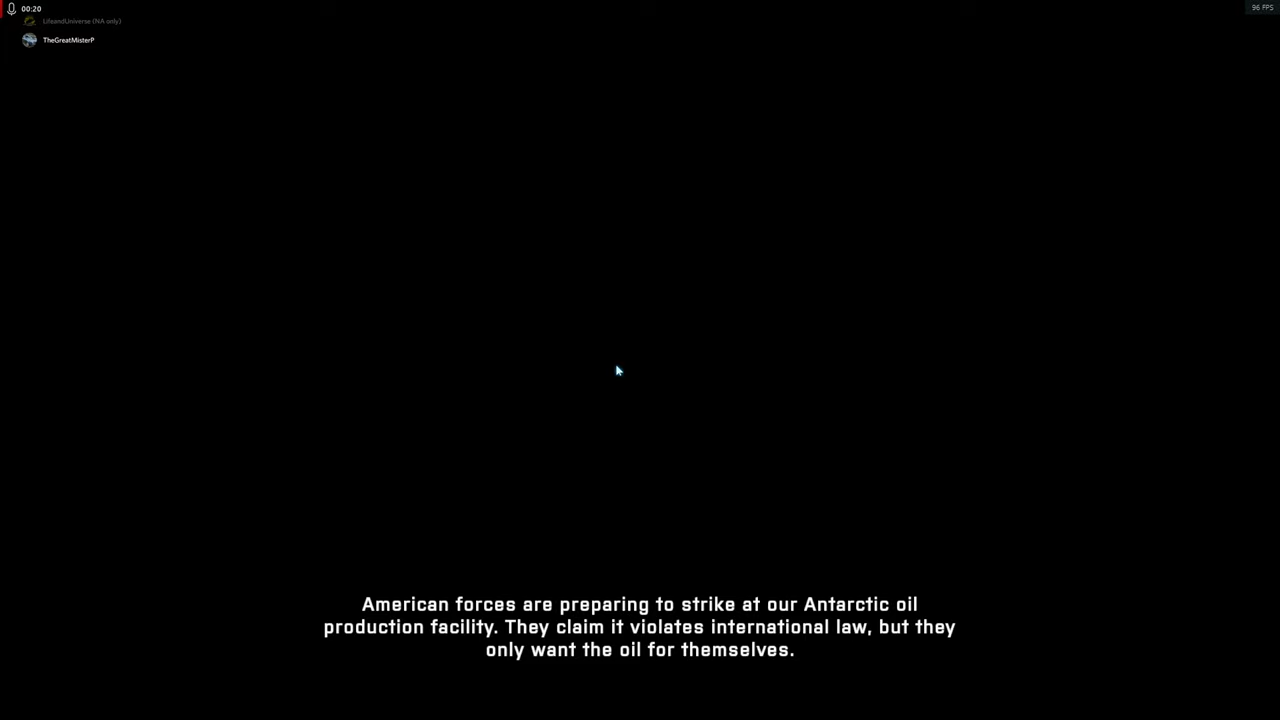 00:20
96 FPS
LifeandUniverse (NA only)
TheGreatMisterP
American forces are preparing to strike at our Antarctic oil
production facility. They claim it violates international law, but they
only want the oil for themselves.